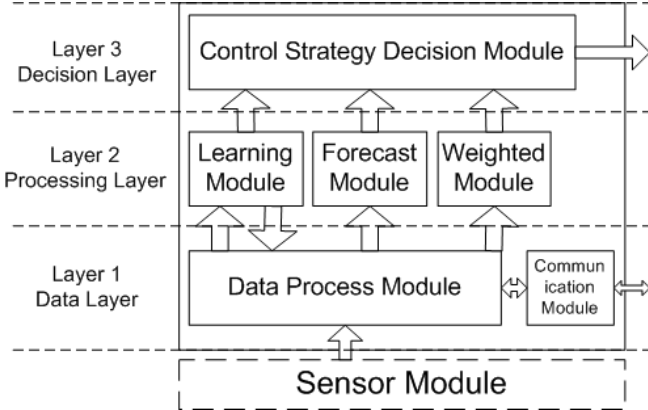 Layer 3
Decision Layer
Control Strategy Decision Module
Layer 2
Processing Layer
Learning
Module
Forecast
Module
Weighted
Module
Layer 1
Data Layer
Data Process Module
Commun
ication
Module
Sensor Module